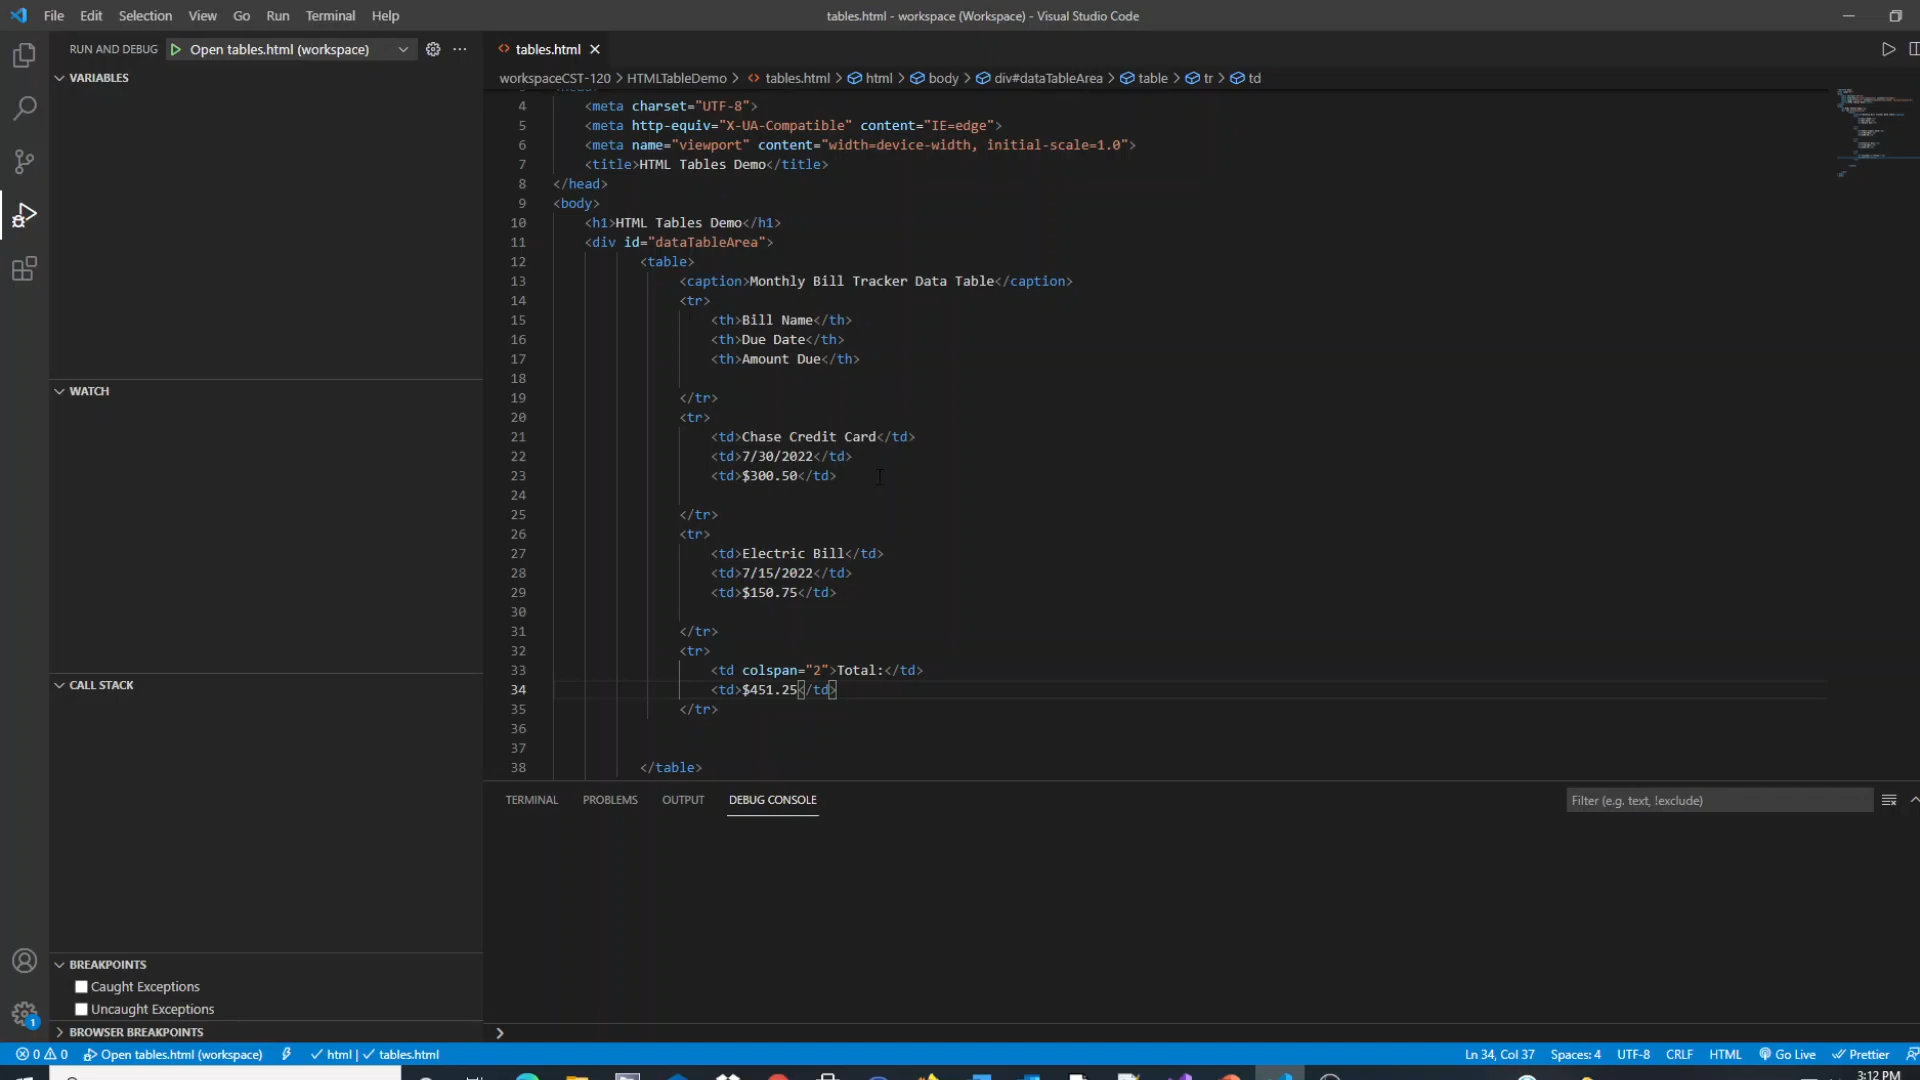 File Edit Selection View Go Run Terminal Help
tables.html - workspace (Workspace) - Visual Studio Code
RUN AND DEBUG Open tables.html (workspace)
tables.html
VARIABLES
workspaceCST-120 > HTMLTableDemo > tables.html > html > body > div#dataTableArea > table > tr > td
4 <meta charset="UTF-8">
5 <meta http-equiv="X-UA-Compatible" content="IE=edge">
6 <meta name="viewport" content="width=device-width, initial-scale=1.0">
7 <title>HTML Tables Demo</title>
8 </head>
9 <body>
10 <h1>HTML Tables Demo</h1>
11 <div id="dataTableArea">
12 <table>
13 <caption>Monthly Bill Tracker Data Table</caption>
14 <tr>
15 <th>Bill Name</th>
16 <th>Due Date</th>
17 <th>Amount Due</th>
18
19 </tr>
20 <tr>
21 <td>Chase Credit Card</td>
22 <td>7/30/2022</td>
23 <td>$300.50</td>
24
25 </tr>
26 <tr>
27 <td>Electric Bill</td>
28 <td>7/15/2022</td>
29 <td>$150.75</td>
30
31 </tr>
32 <tr>
33 <td colspan="2">Total:</td>
34 <td>$451.25</td>
35 </tr>
36
37
38 </table>
WATCH
CALL STACK
TERMINAL PROBLEMS OUTPUT DEBUG CONSOLE
Filter (e.g. text, !exclude)
BREAKPOINTS
Caught Exceptions
Uncaught Exceptions
BROWSER BREAKPOINTS
1
0 0 Open tables.html (workspace) html | tables.html
Ln 34, Col 37 Spaces: 4 UTF-8 CRLF HTML Go Live Prettier
3:12 PM